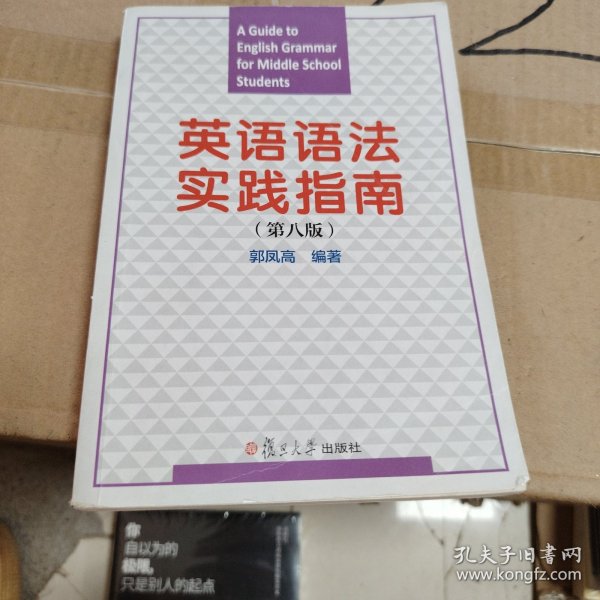 A Guide to
English Grammar
for Middle School
Students
英语语法
实践指南
(第八版)
郭凤高 编著
復旦大學出版社
你
自以为的
极限,
只是别人的起点
孔夫子旧书网
www.kongfz.com